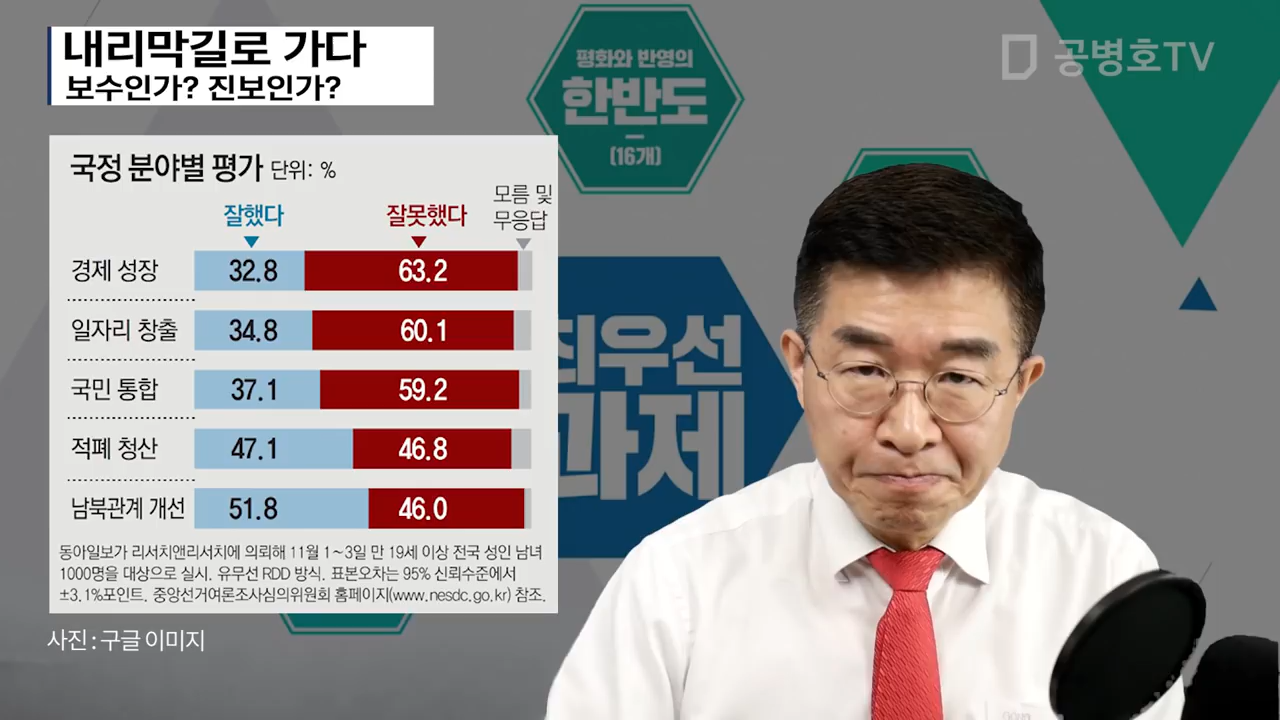 내리막길로 가다
보수인가? 진보인가?
공병호TV
평화와 반영의
한반도
(16개)
국정 분야별 평가 단위: %
잘했다
잘못했다
모름 및
무응답
경제 성장 32.8 63.2
일자리 창출 34.8 60.1
국민 통합 37.1 59.2
적폐 청산 47.1 46.8
남북관계 개선 51.8 46.0
동아일보가 리서치앤리서치에 의뢰해 11월 1~3일 만 19세 이상 전국 성인 남녀
1000명을 대상으로 실시. 유무선 RDD 방식. 표본오차는 95% 신뢰수준에서
±3.1%포인트. 중앙선거여론조사심의위원회 홈페이지(www.nesdc.go.kr) 참조.
최우선
과제
사진 : 구글 이미지